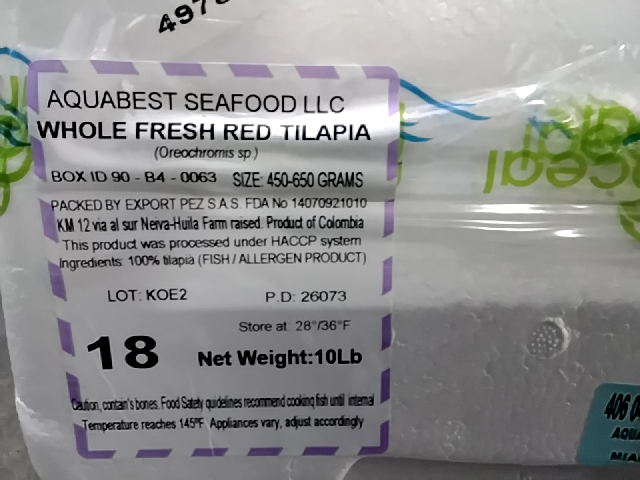 AQUABEST SEAFOOD LLC
WHOLE FRESH RED TILAPIA
(Oreochromis sp.)
BOX ID 90 - B4 - 0063 SIZE: 450-650 GRAMS
PACKED BY EXPORT PEZ S.A.S. FDA No 14070921010
KM 12 via al sur Neiva-Huila Farm raised. Product of Colombia
This product was processed under HACCP system
Ingredients: 100% tilapia (FISH / ALLERGEN PRODUCT)
LOT: KOE2 P.D: 26073
Store at: 28°/36°F
18 Net Weight:10Lb
Caution, contain's bones. Food Safety guidelines recommend cooking fish until internal
Temperature reaches 145ºF. Appliances vary, adjust accordingly
406